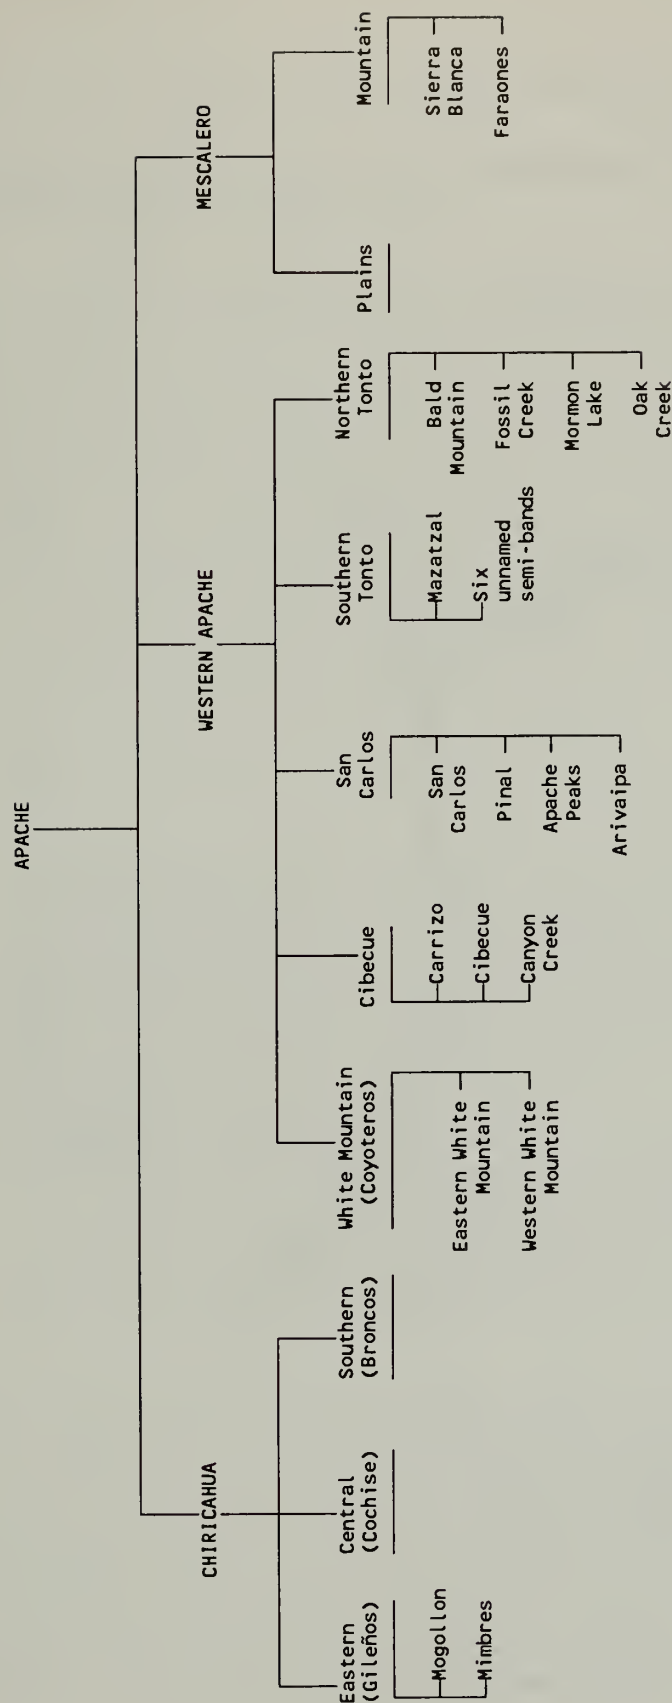 APACHE
CHIRICAHUA
WESTERN APACHE
MESCALERO
Eastern
(Gileños)
Central
(Cochise)
Southern
(Broncos)
White Mountain
(Coyoteros)
Cibecue
San
Carlos
Southern
Tonto
Northern
Tonto
Plains
Mountain
Mogollon
Mimbres
Eastern White
Mountain
Western White
Mountain
Carrizo
Cibecue
Canyon
Creek
San
Carlos
Pinal
Apache
Peaks
Arivaipa
Mazatzal
Six
unnamed
semi-bands
Bald
Mountain
Fossil
Creek
Mormon
Lake
Oak
Creek
Sierra
Blanca
Faraones